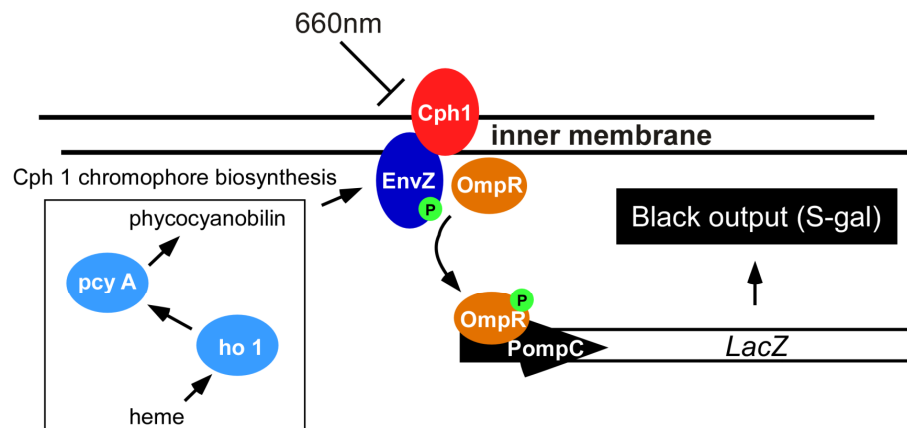 660nm
Cph1
inner membrane
Cph 1 chromophore biosynthesis
EnvZ
P
OmpR
phycocyanobilin
pcy A
ho 1
heme
Black output (S-gal)
P
OmpR
PompC
LacZ